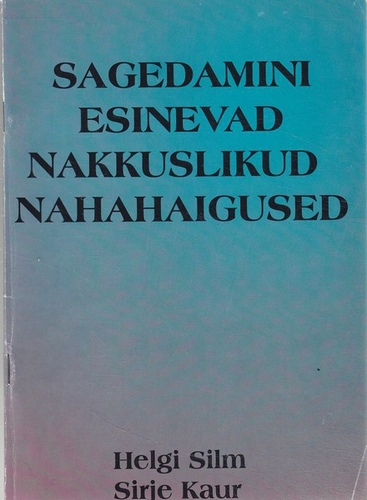 SAGEDAMINI
ESINEVAD
NAKKUSLIKUD
NAHAHAIGUSED
Helgi Silm
Sirje Kaur